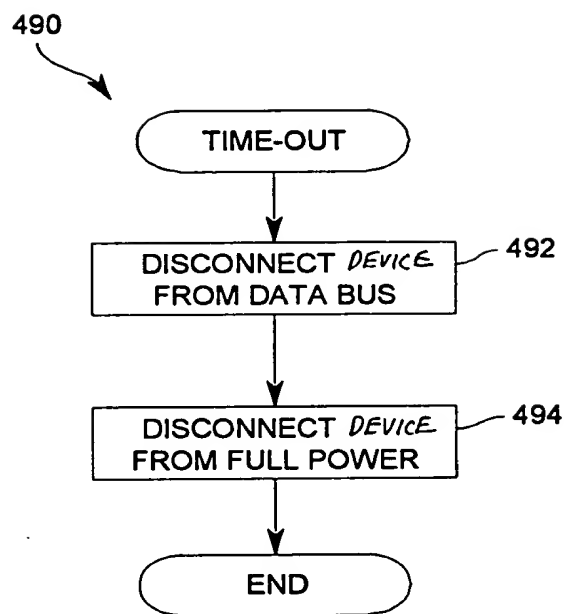 490
TIME-OUT
DISCONNECT DEVICE
FROM DATA BUS
492
DISCONNECT DEVICE
FROM FULL POWER
494
END